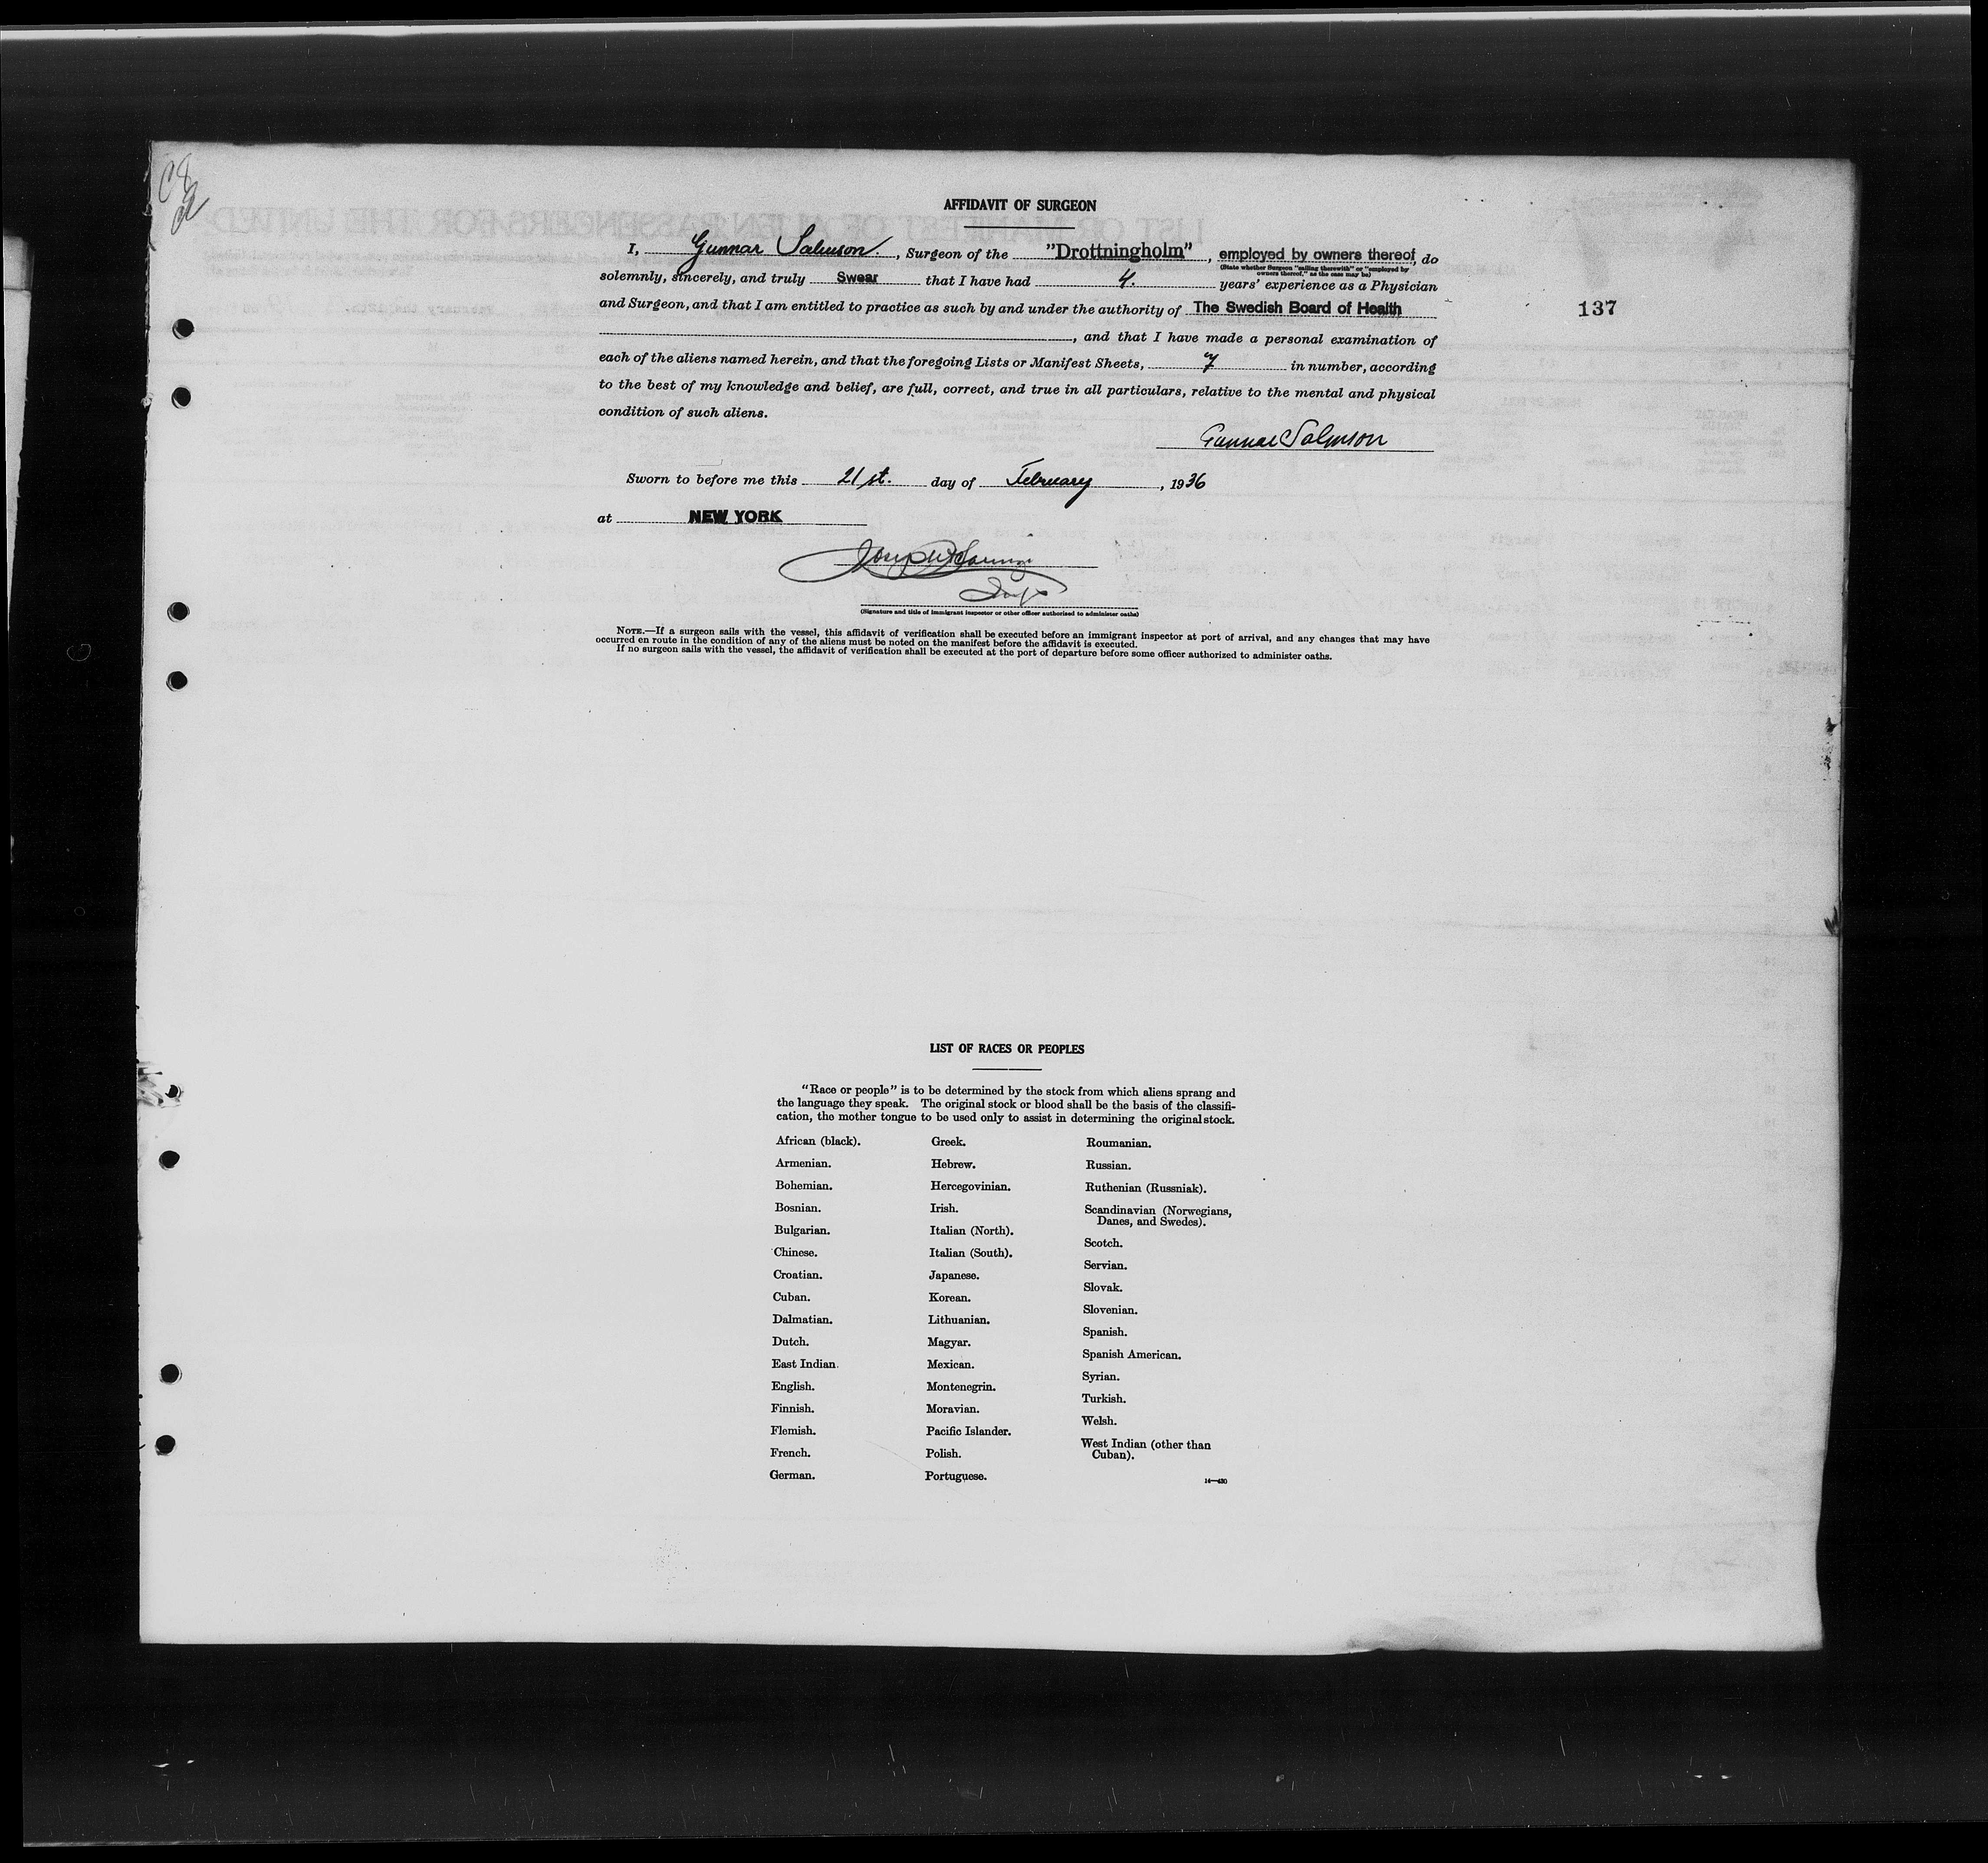 AFFIDAVIT OF SURGEON
I, Gunnar Salmson., Surgeon of the "Drottningholm", employed by owners thereof, do
(State whether Surgeon "sailing therewith" or "employed by
owners thereof," as the case may be)
solemnly, sincerely, and truly Swear that I have had 4. years' experience as a Physician
and Surgeon, and that I am entitled to practice as such by and under the authority of The Swedish Board of Health
137
, and that I have made a personal examination of
each of the aliens named herein, and that the foregoing Lists or Manifest Sheets, 7 in number, according
to the best of my knowledge and belief, are full, correct, and true in all particulars, relative to the mental and physical
condition of such aliens.
Gunnar Salmson
Sworn to before me this 21st. day of February, 1936
at NEW YORK
(Signature and title of immigrant inspector or other officer authorized to administer oaths)
NOTE.—If a surgeon sails with the vessel, this affidavit of verification shall be executed before an immigrant inspector at port of arrival, and any changes that may have
occurred en route in the condition of any of the aliens must be noted on the manifest before the affidavit is executed.
If no surgeon sails with the vessel, the affidavit of verification shall be executed at the port of departure before some officer authorized to administer oaths.
LIST OF RACES OR PEOPLES
"Race or people" is to be determined by the stock from which aliens sprang and
the language they speak. The original stock or blood shall be the basis of the classifi-
cation, the mother tongue to be used only to assist in determining the original stock.
African (black).
Armenian.
Bohemian.
Bosnian.
Bulgarian.
Chinese.
Croatian.
Cuban.
Dalmatian.
Dutch.
East Indian.
English.
Finnish.
Flemish.
French.
German.
Greek.
Hebrew.
Hercegovinian.
Irish.
Italian (North).
Italian (South).
Japanese.
Korean.
Lithuanian.
Magyar.
Mexican.
Montenegrin.
Moravian.
Pacific Islander.
Polish.
Portuguese.
Roumanian.
Russian.
Ruthenian (Russniak).
Scandinavian (Norwegians,
Danes, and Swedes).
Scotch.
Servian.
Slovak.
Slovenian.
Spanish.
Spanish American.
Syrian.
Turkish.
Welsh.
West Indian (other than
Cuban).
14—430